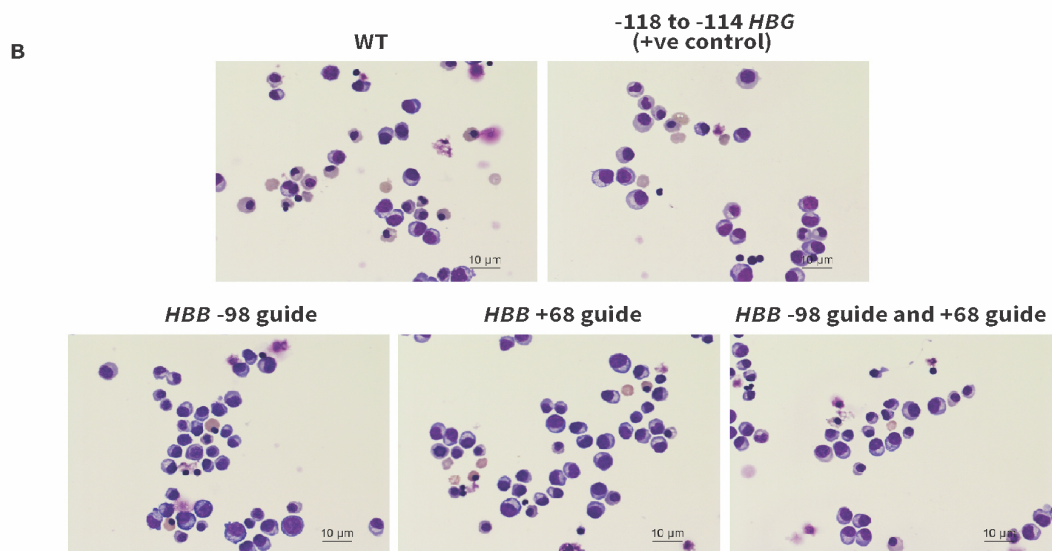 B
WT
-118 to -114 HBG
(+ve control)
10 µm
10 µm
HBB -98 guide
HBB +68 guide
HBB -98 guide and +68 guide
10 µm
10 µm
10 µm